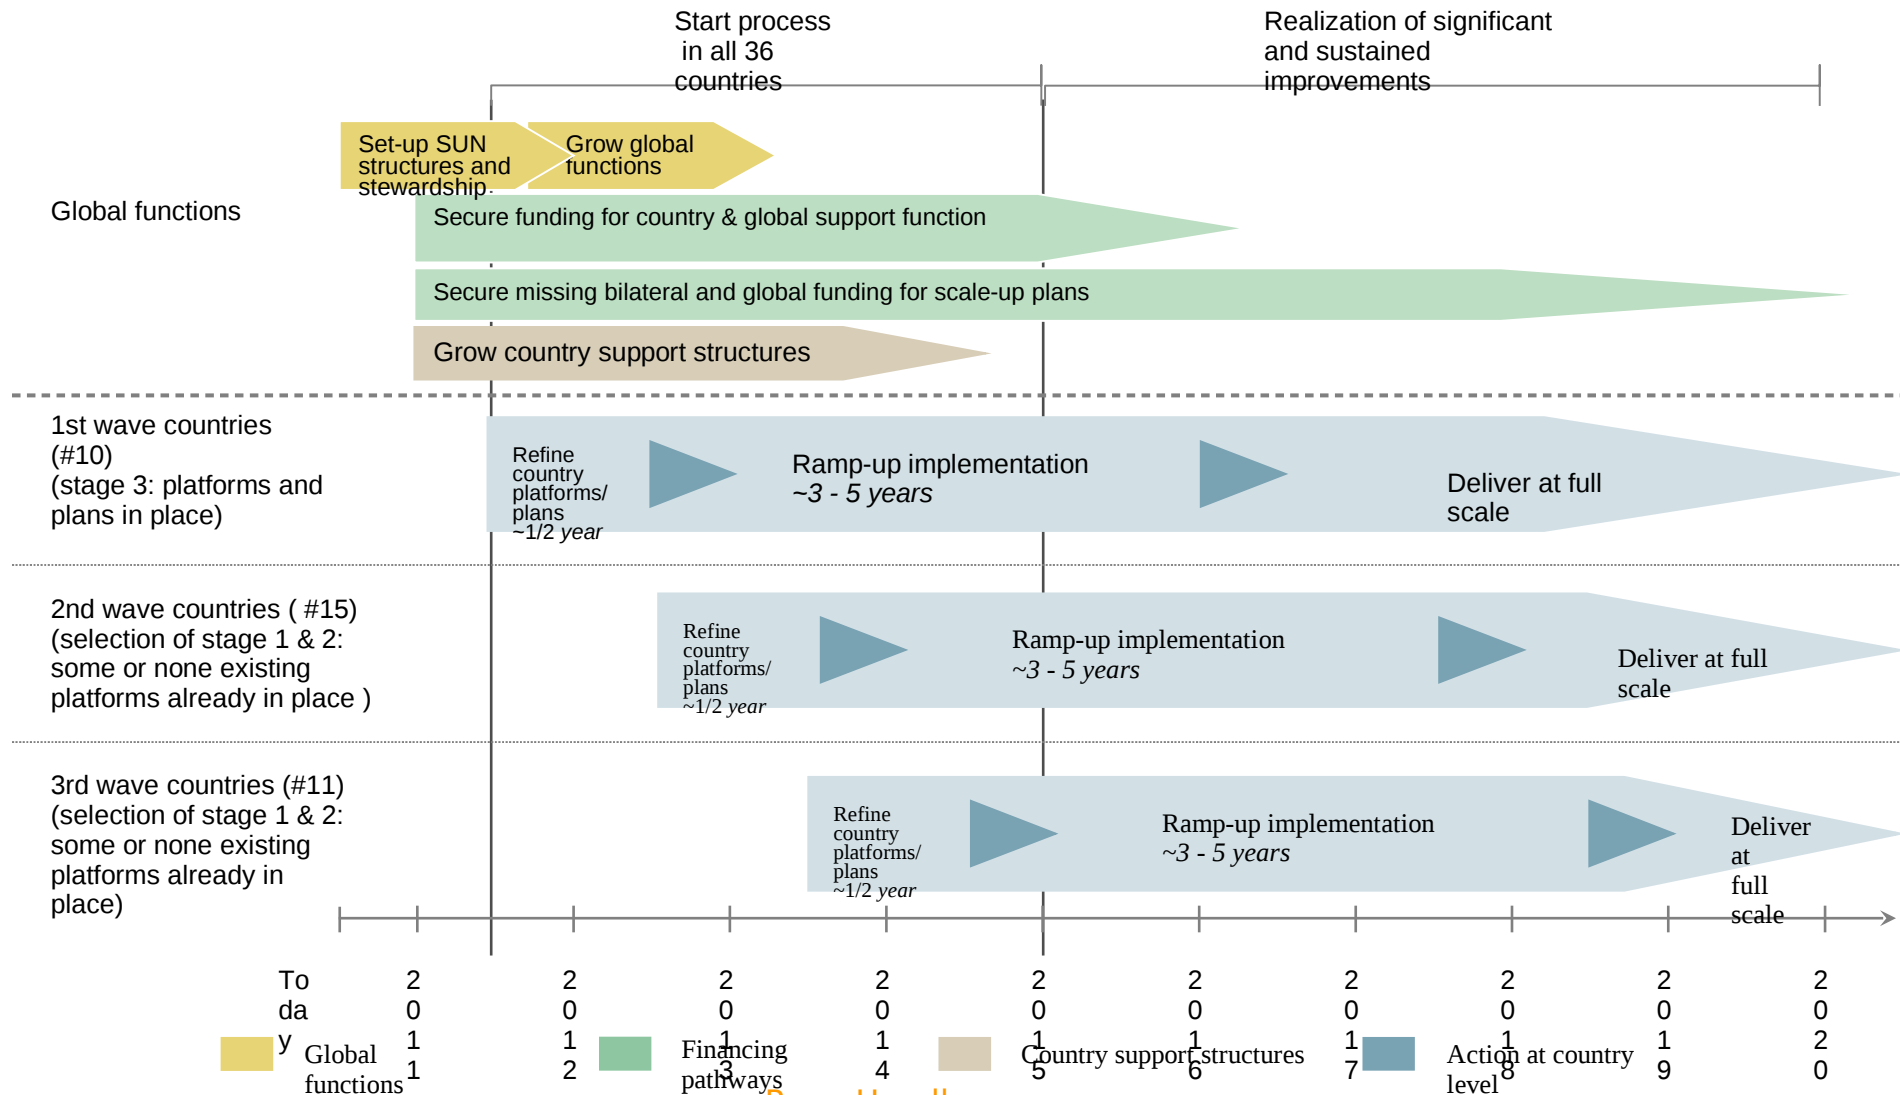 Start process
in all 36
countries
Realization of significant
and sustained
improvements
Set-up SUN
structures and
stewardship
Grow global
functions
Global functions
Secure funding for country & global support function
Secure missing bilateral and global funding for scale-up plans
Grow country support structures
1st wave countries
(#10)
(stage 3: platforms and
plans in place)
Refine
country
platforms/
plans
~1/2 year
Ramp-up implementation
~3 - 5 years
Deliver at full
scale
2nd wave countries ( #15)
(selection of stage 1 & 2:
some or none existing
platforms already in place )
Refine
country
platforms/
plans
~1/2 year
Ramp-up implementation
~3 - 5 years
Deliver at full
scale
3rd wave countries (#11)
(selection of stage 1 & 2:
some or none existing
platforms already in
place)
Refine
country
platforms/
plans
~1/2 year
Ramp-up implementation
~3 - 5 years
Deliver
at
full
scale
To
da
y
2011
2012
2013
2014
2015
2016
2017
2018
2019
2020
Global
functions
Financing
pathways
Country support structures
Action at country
level